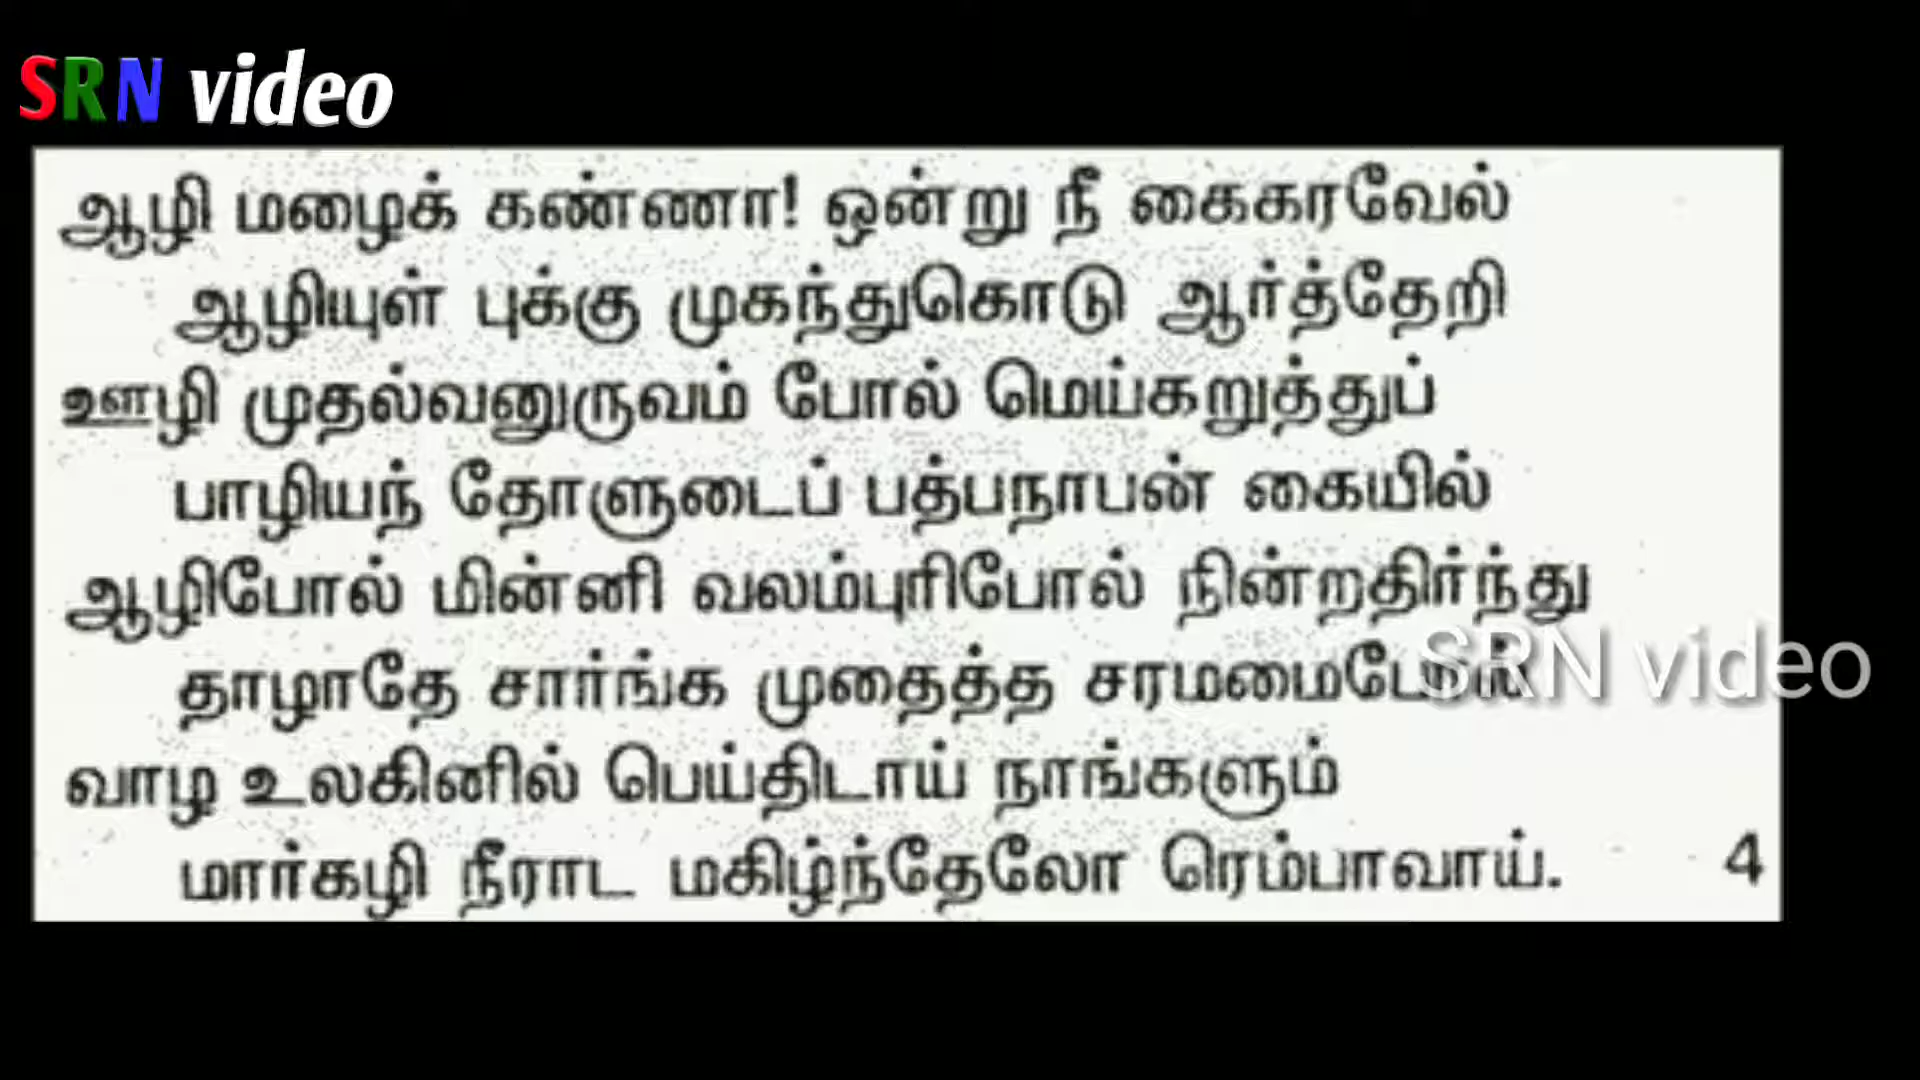 SRN video
ஆழி மழைக் கண்ணா! ஒன்று நீ கைகரவேல்
ஆழியுள் புக்கு முகந்துகொடு ஆர்த்தேறி
ஊழி முதல்வனுருவம் போல் மெய்கறுத்துப்
பாழியந் தோளுடைப் பத்பநாபன் கையில்
ஆழிபோல் மின்னி வலம்புரிபோல் நின்றதிர்ந்து
தாழாதே சார்ங்க முதைத்த சரமமைபோல்
SRN video
வாழ உலகினில் பெய்திடாய் நாங்களும்
மார்கழி நீராட மகிழ்ந்தேலோ ரெம்பாவாய். 4